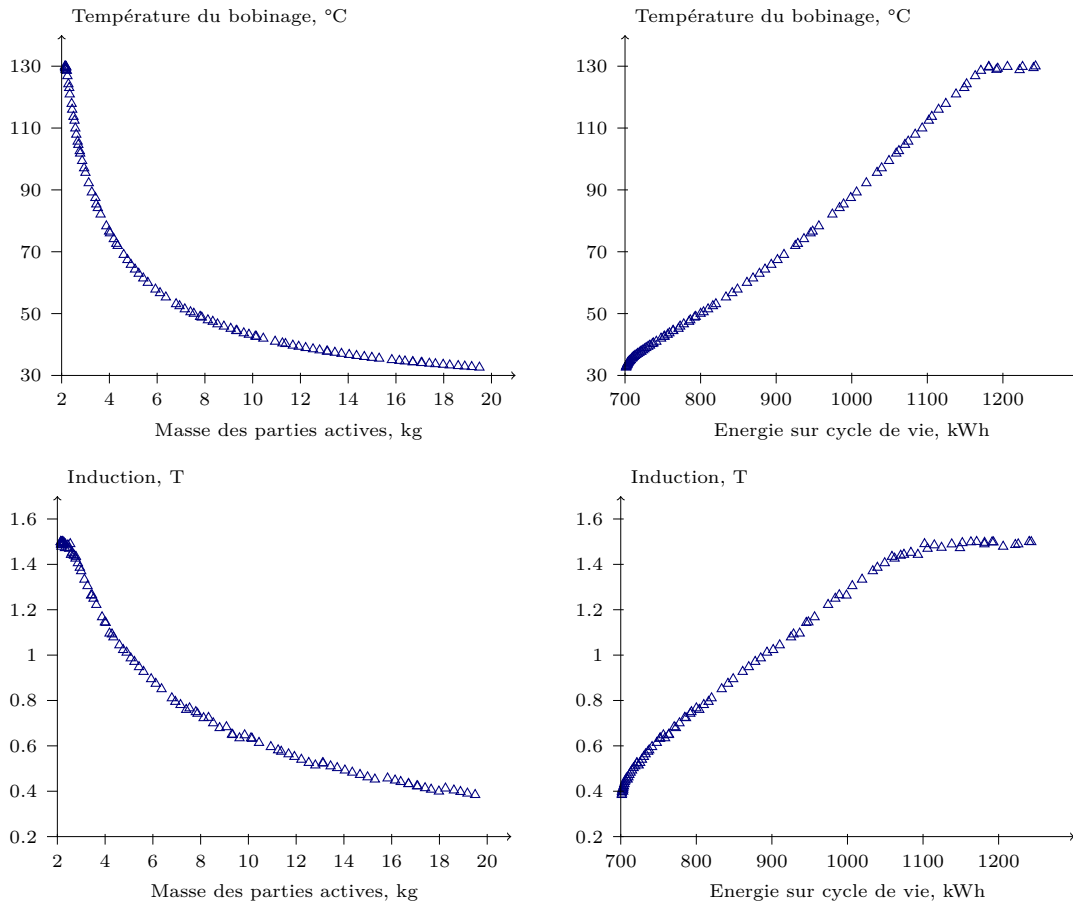 Température du bobinage, °C
130
110
90
70
50
30
2 4 6 8 10 12 14 16 18 20
Masse des parties actives, kg
Température du bobinage, °C
130
110
90
70
50
30
700 800 900 1000 1100 1200
Energie sur cycle de vie, kWh
Induction, T
1.6
1.4
1.2
1
0.8
0.6
0.4
0.2
2 4 6 8 10 12 14 16 18 20
Masse des parties actives, kg
Induction, T
1.6
1.4
1.2
1
0.8
0.6
0.4
0.2
700 800 900 1000 1100 1200
Energie sur cycle de vie, kWh